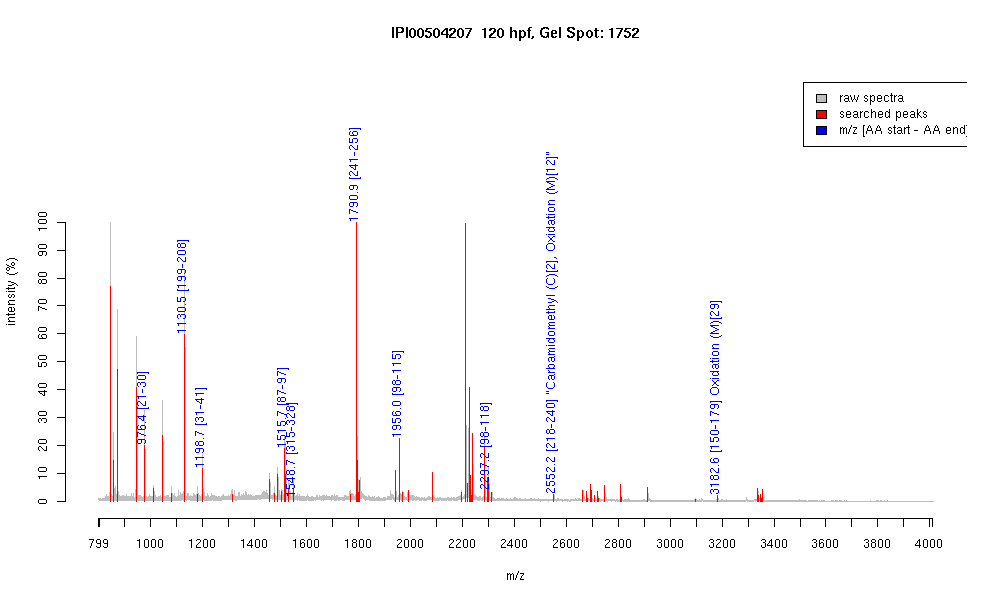 IPI00504207 120 hpf, Gel Spot: 1752
raw spectra
searched peaks
m/z [AA start - AA end]
1790.9 [241-256]
2552.2 [218-240] "Carbamidomethyl (C)[2], Oxidation (M)[12]"
1130.5 [199-208]
3182.6 [150-179] Oxidation (M)[29]
1956.0 [98-115]
1515.7 [87-97]
976.4 [21-30]
1198.7 [31-41]
1548.7 [315-328]
2297.2 [98-118]
intensity (%)
100
90
80
70
60
50
40
30
20
10
0
799 1000 1200 1400 1600 1800 2000 2200 2400 2600 2800 3000 3200 3400 3600 3800 4000
m/z